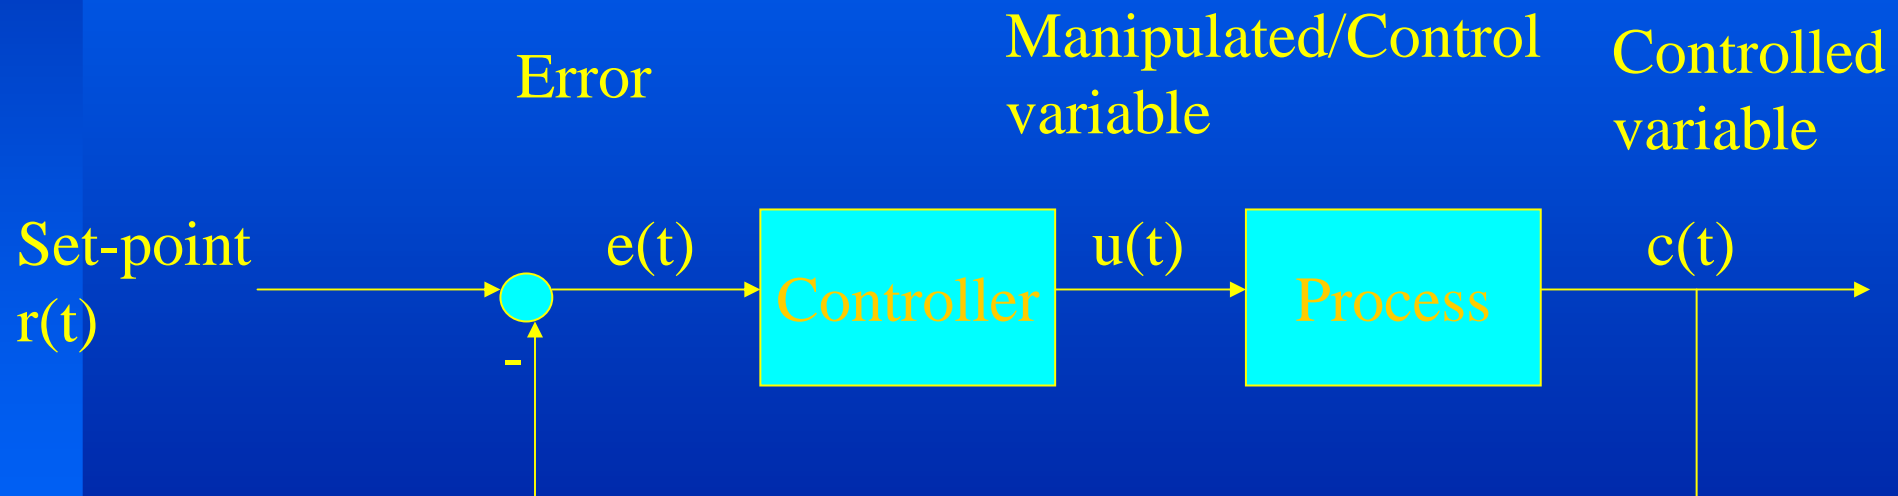 Error
Manipulated/Control
variable
Controlled
variable
Set-point
r(t)
e(t)
Controller
u(t)
Process
c(t)
-